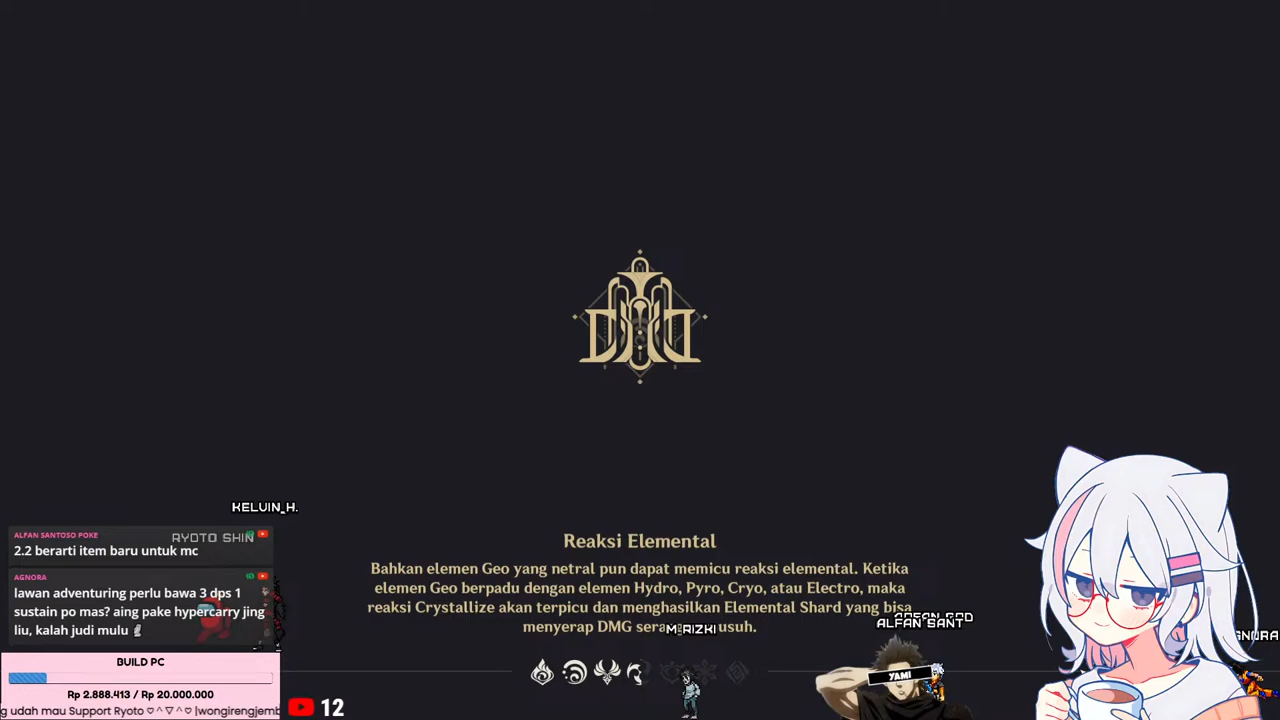 KELVIN_H.
ALFAN SANTOSO POKE
RYOTO SHIN
2.2 berarti item baru untuk mc
AGNORA
lawan adventuring perlu bawa 3 dps 1
sustain po mas? aing pake hypercarry jing
liu, kalah judi mulu
BUILD PC
Rp 2.888.413 / Rp 20.000.000
g udah mau Support Ryoto ♡ ^ ▽ ^ ♡ |wongirengjemb
12
Reaksi Elemental
Bahkan elemen Geo yang netral pun dapat memicu reaksi elemental. Ketika
elemen Geo berpadu dengan elemen Hydro, Pyro, Cryo, atau Electro, maka
reaksi Crystallize akan terpicu dan menghasilkan Elemental Shard yang bisa
menyerap DMG usuh.
M_RIZKI
ALFAN SANT
YAMI
GNORA